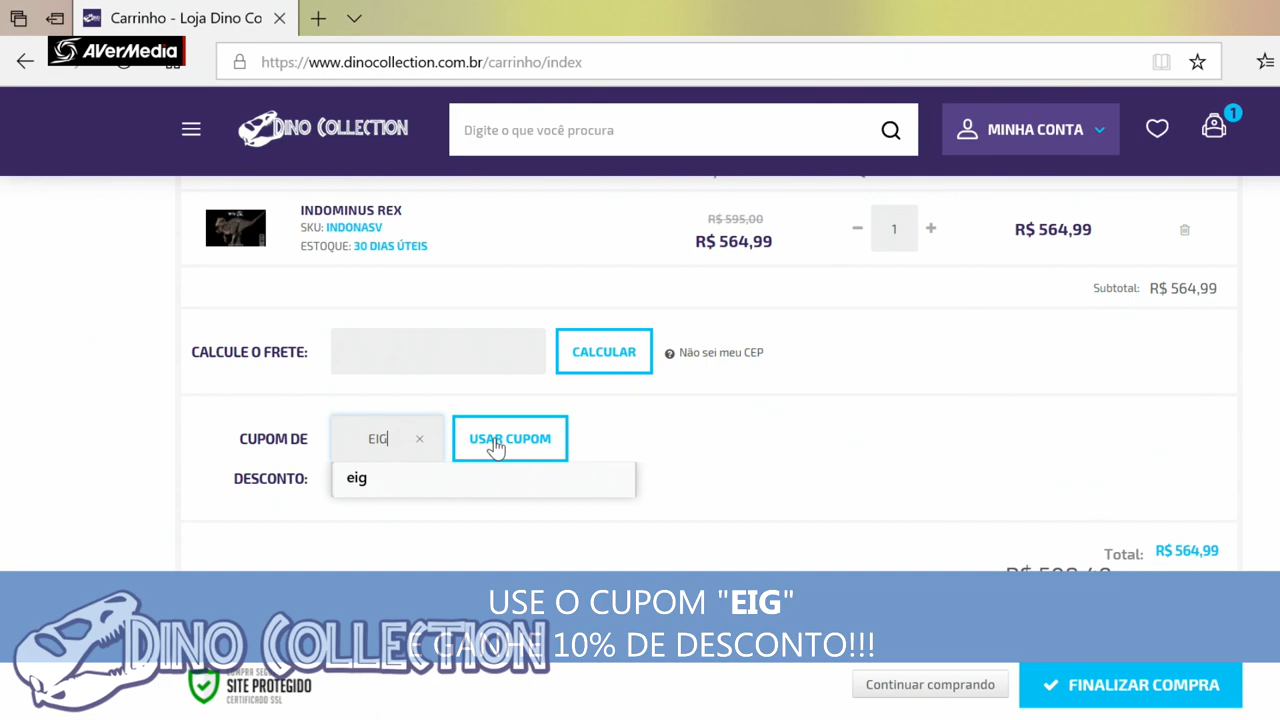 Carrinho - Loja Dino Co
AVerMedia
https://www.dinocollection.com.br/carrinho/index
DINO COLLECTION
Digite o que você procura
MINHA CONTA
1
INDOMINUS REX
SKU: INDONASV
ESTOQUE: 30 DIAS ÚTEIS
R$ 595,00
R$ 564,99
1
R$ 564,99
Subtotal: R$ 564,99
CALCULE O FRETE:
CALCULAR
Não sei meu CEP
CUPOM DE
DESCONTO:
EIG
USAR CUPOM
eig
Total: R$ 564,99
USE O CUPOM "EIG"
E GANHE 10% DE DESCONTO!!!
DINO COLLECTION
SITE PROTEGIDO
CERTIFICADO SSL
Continuar comprando
FINALIZAR COMPRA